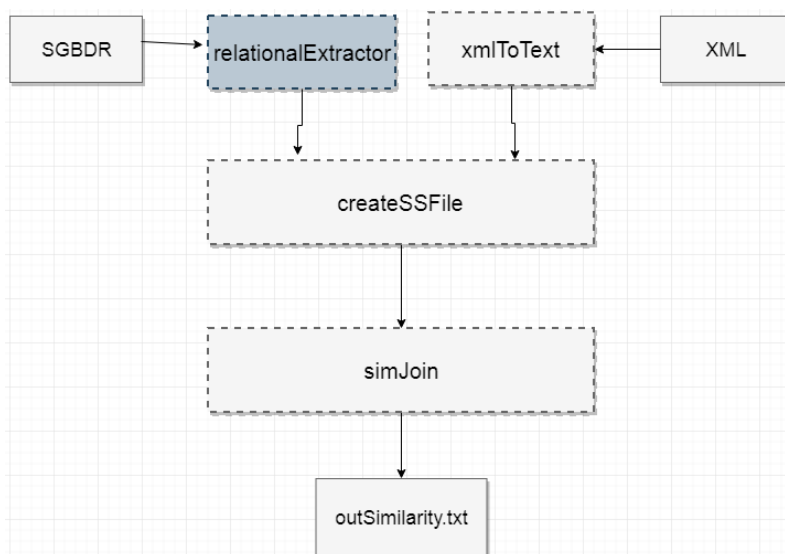 SGBDR
relationalExtractor
xmlToText
XML
createSSFile
simJoin
outSimilarity.txt